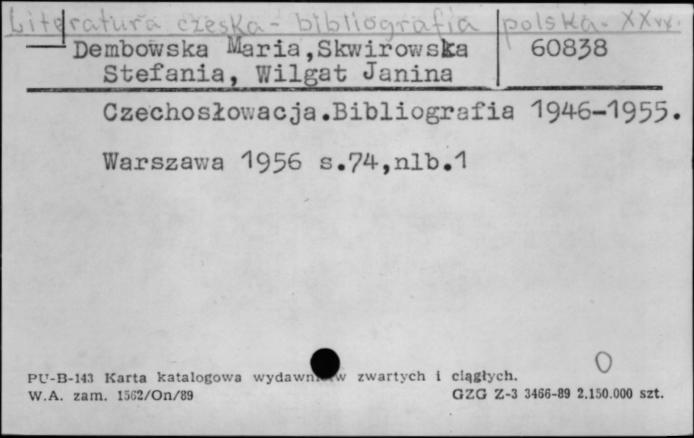 Literatura czeska - bibliografia polska. XXw.
Dembowska Maria,Skwirowska
60838
Stefania, Wilgat Janina
Czechosłowacja.Bibliografia 1946-1955.
Warszawa 1956 s.74,nlb.1
0
PU-B-143 Karta katalogowa wydawnictw zwartych i ciągłych.
W.A. zam. 1562/On/89
GZG Z-3 3466-89 2.150.000 szt.